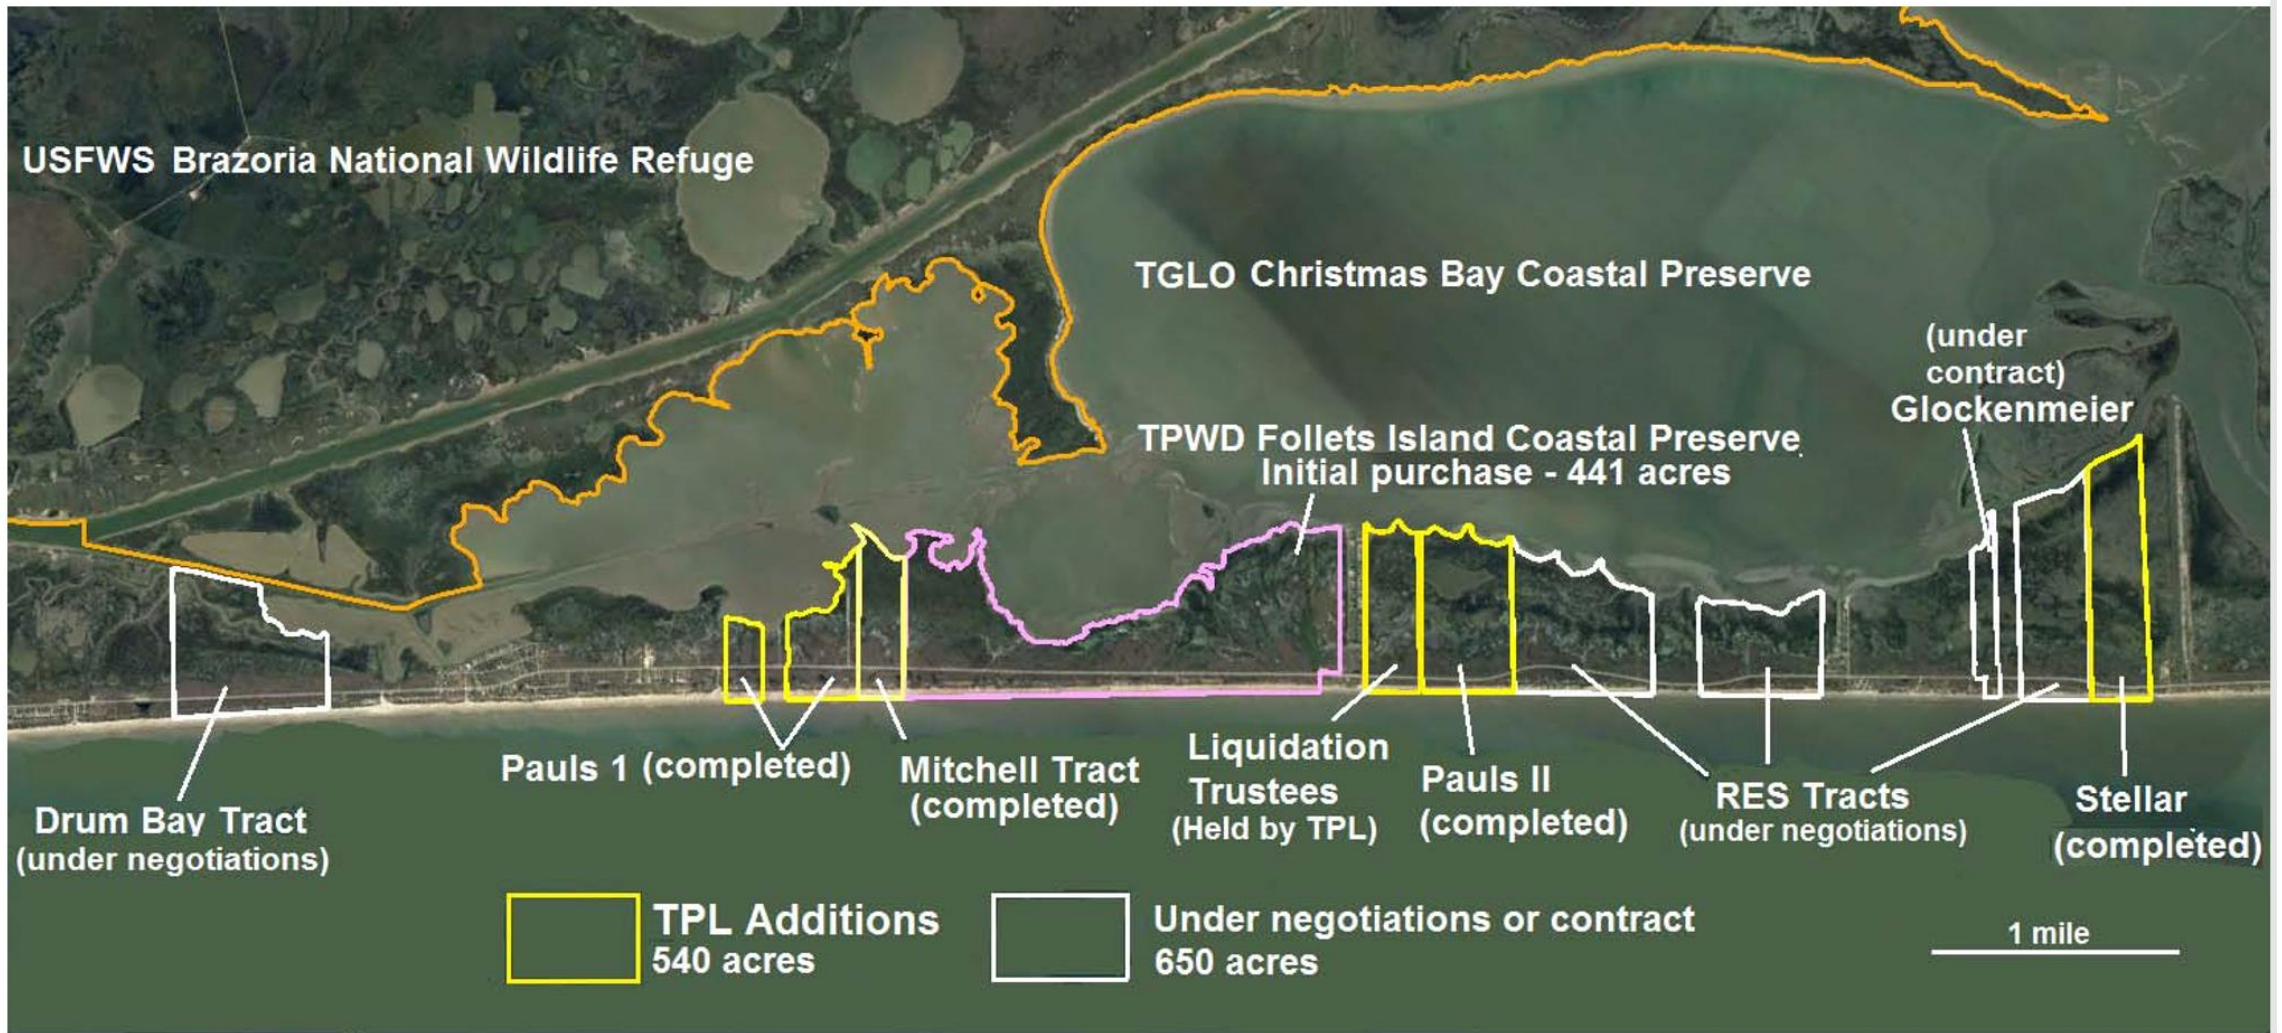 USFWS Brazoria National Wildlife Refuge
TGLO Christmas Bay Coastal Preserve
(under
contract)
Glockenmeier
TPWD Follets Island Coastal Preserve
Initial purchase - 441 acres
Drum Bay Tract
(under negotiations)
Pauls 1 (completed)
Mitchell Tract
(completed)
Liquidation
Trustees
(Held by TPL)
Pauls II
(completed)
RES Tracts
(under negotiations)
Stellar
(completed)
TPL Additions
540 acres
Under negotiations or contract
650 acres
1 mile